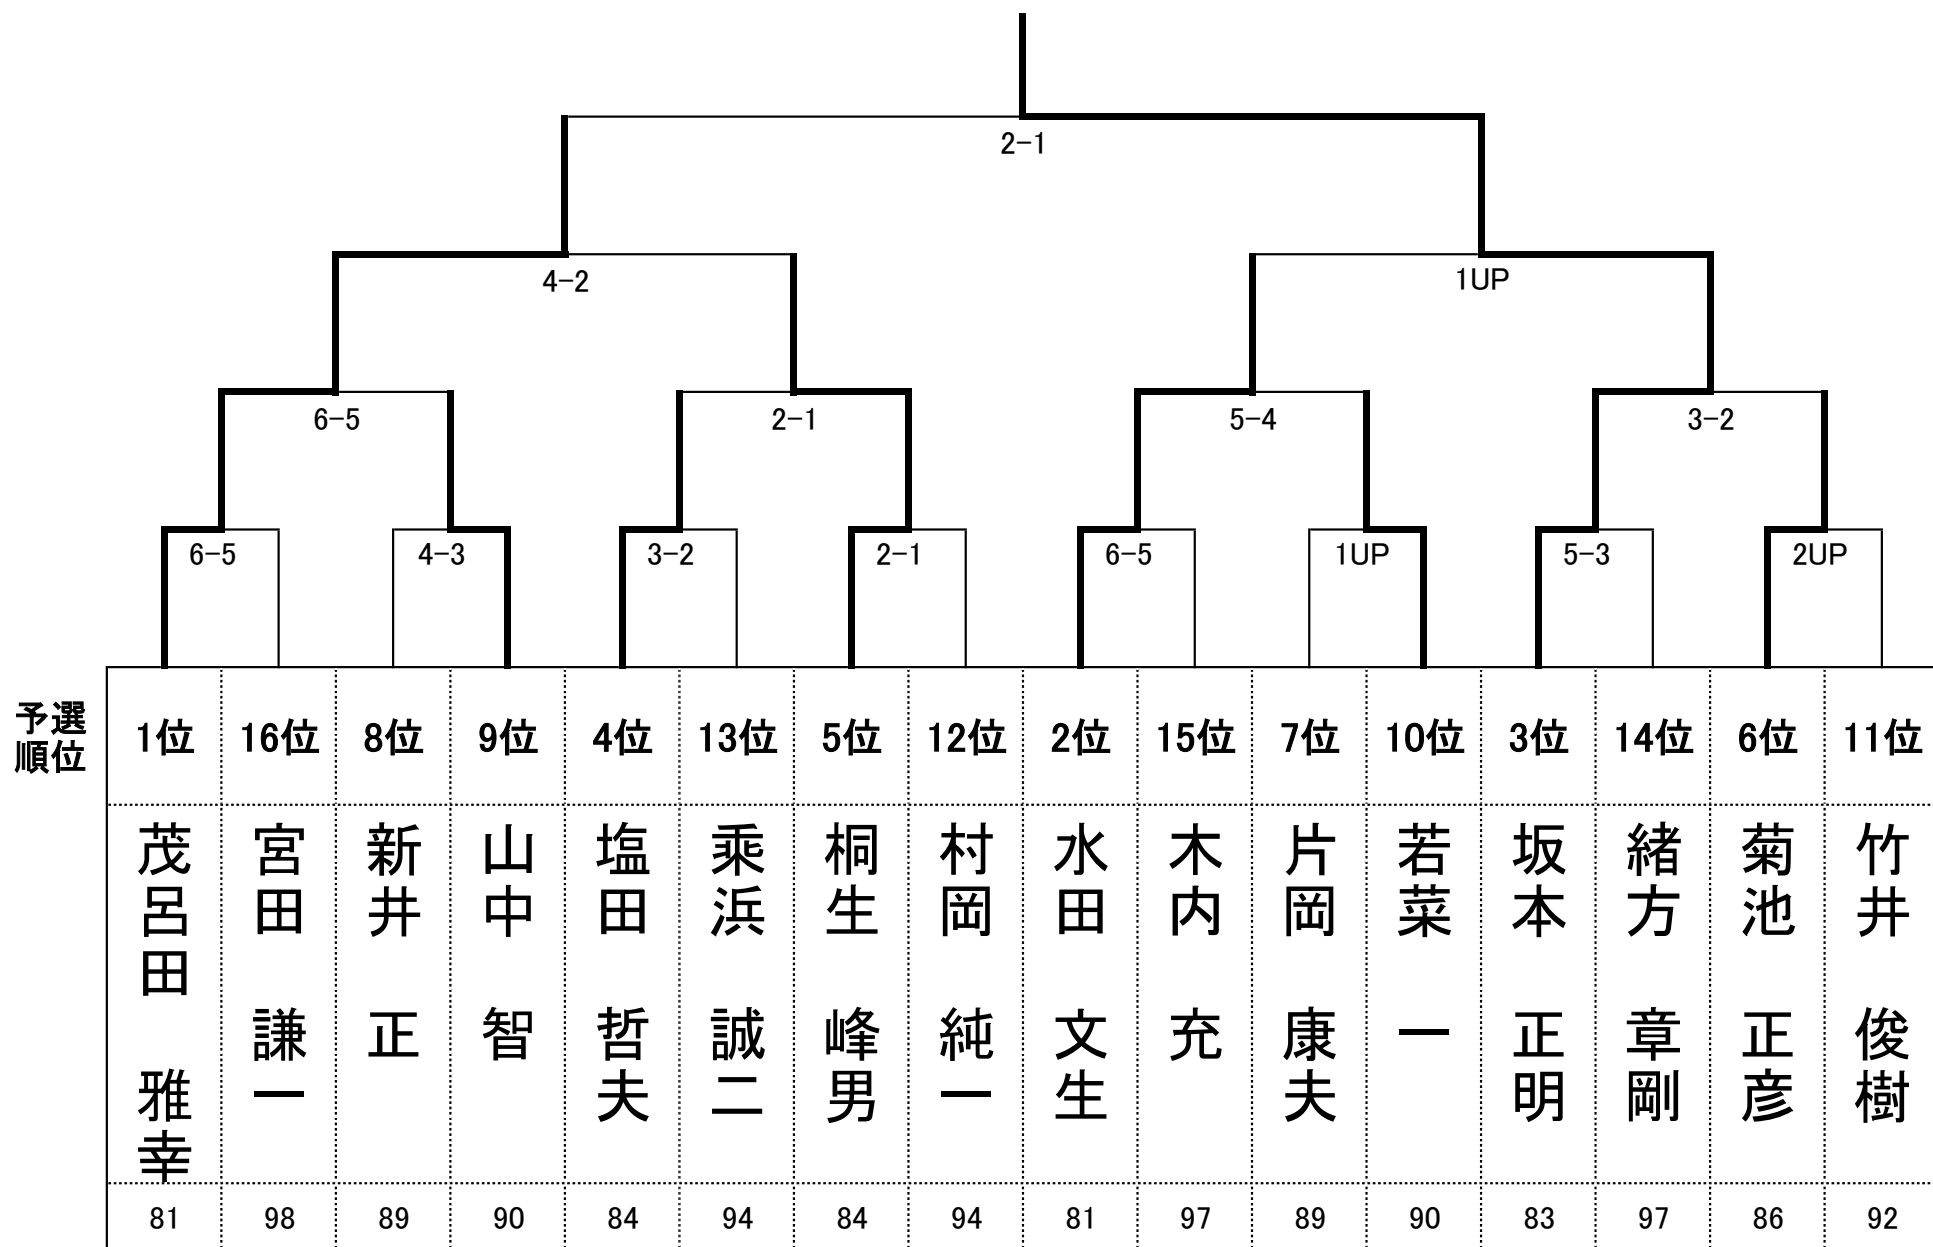 2-1
4-2
1UP
6-5
2-1
5-4
3-2
6-5
4-3
3-2
2-1
6-5
1UP
5-3
2UP
予選
順位
1位
16位
8位
9位
4位
13位
5位
12位
2位
15位
7位
10位
3位
14位
6位
11位
茂呂田 雅幸
宮田 謙一
新井 正
山中 智
塩田 哲夫
乘浜 誠二
桐生 峰男
村岡 純一
水田 文生
木内 充
片岡 康夫
若菜 一
坂本 正明
緒方 章剛
菊池 正彦
竹井 俊樹
81
98
89
90
84
94
84
94
81
97
89
90
83
97
86
92